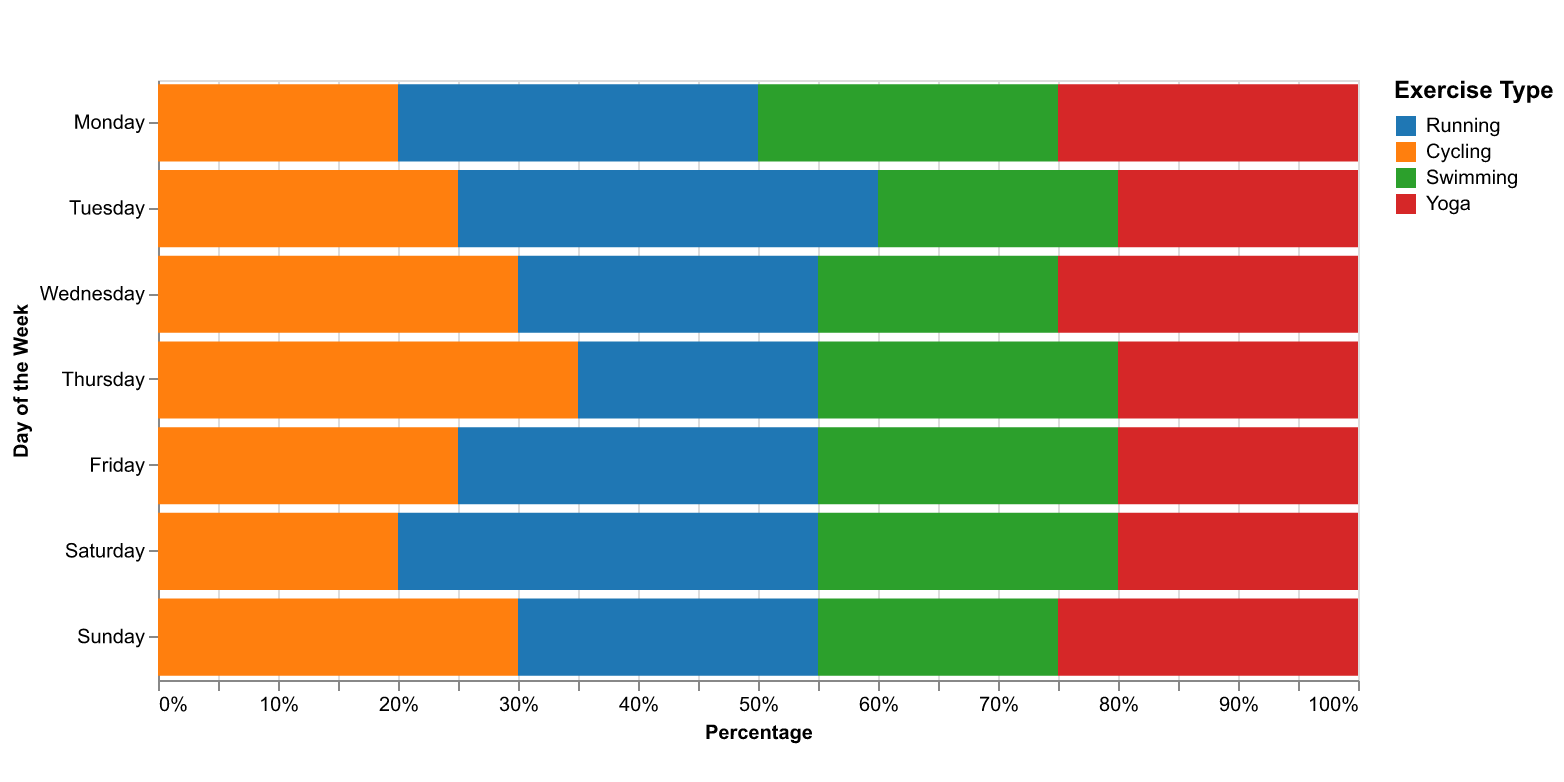 Exercise Type
Running
Cycling
Swimming
Yoga
Day of the Week
Monday
Tuesday
Wednesday
Thursday
Friday
Saturday
Sunday
0% 10% 20% 30% 40% 50% 60% 70% 80% 90% 100%
Percentage